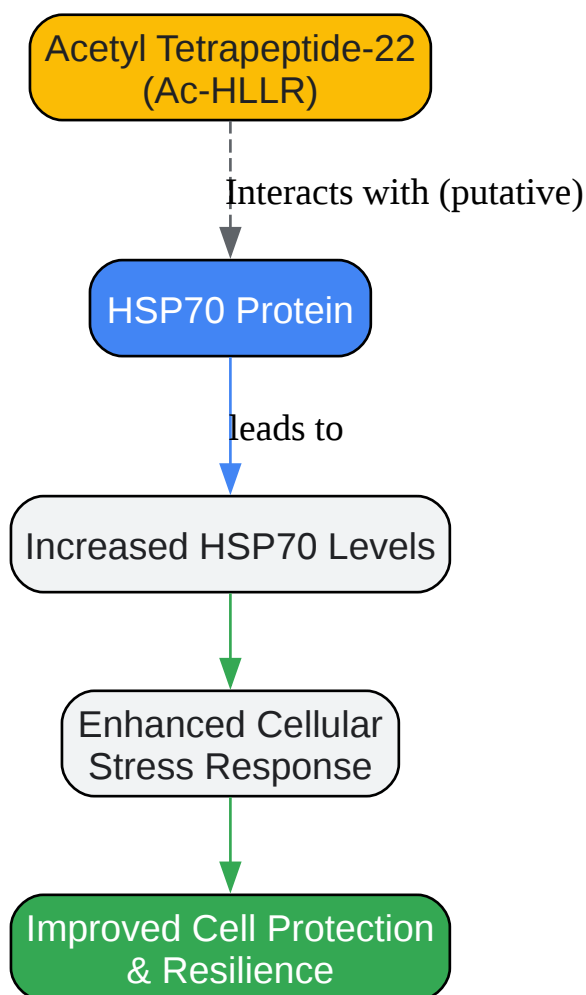 Acetyl Tetrapeptide-22
(Ac-HLLR)
Interacts with (putative)
HSP70 Protein
leads to
Increased HSP70 Levels
Enhanced Cellular
Stress Response
Improved Cell Protection
& Resilience